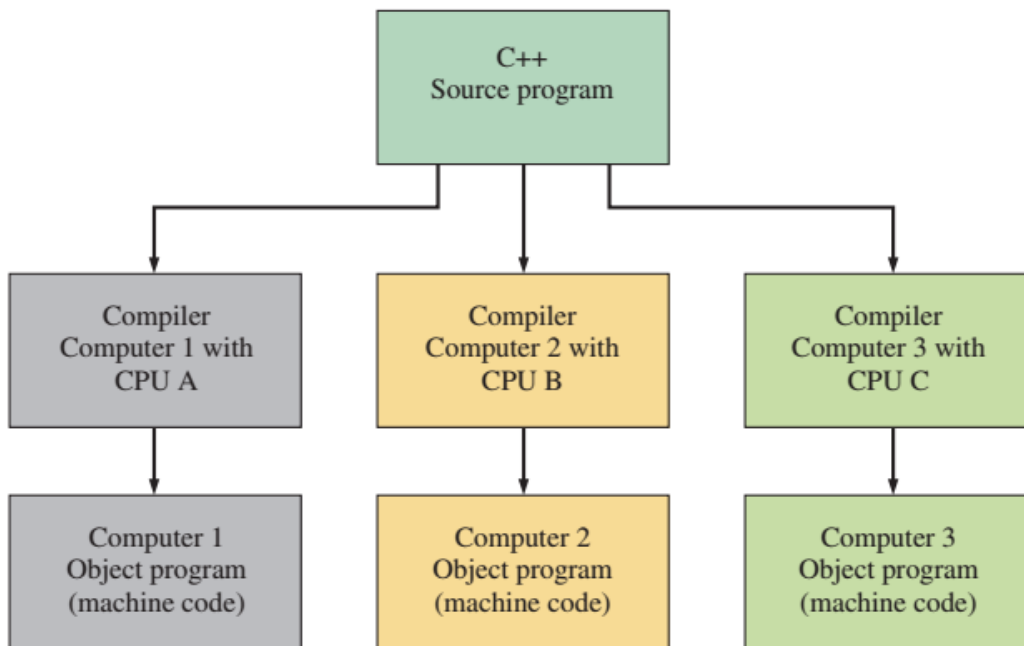 C++
Source program
Compiler
Computer 1 with
CPU A
Compiler
Computer 2 with
CPU B
Compiler
Computer 3 with
CPU C
Computer 1
Object program
(machine code)
Computer 2
Object program
(machine code)
Computer 3
Object program
(machine code)